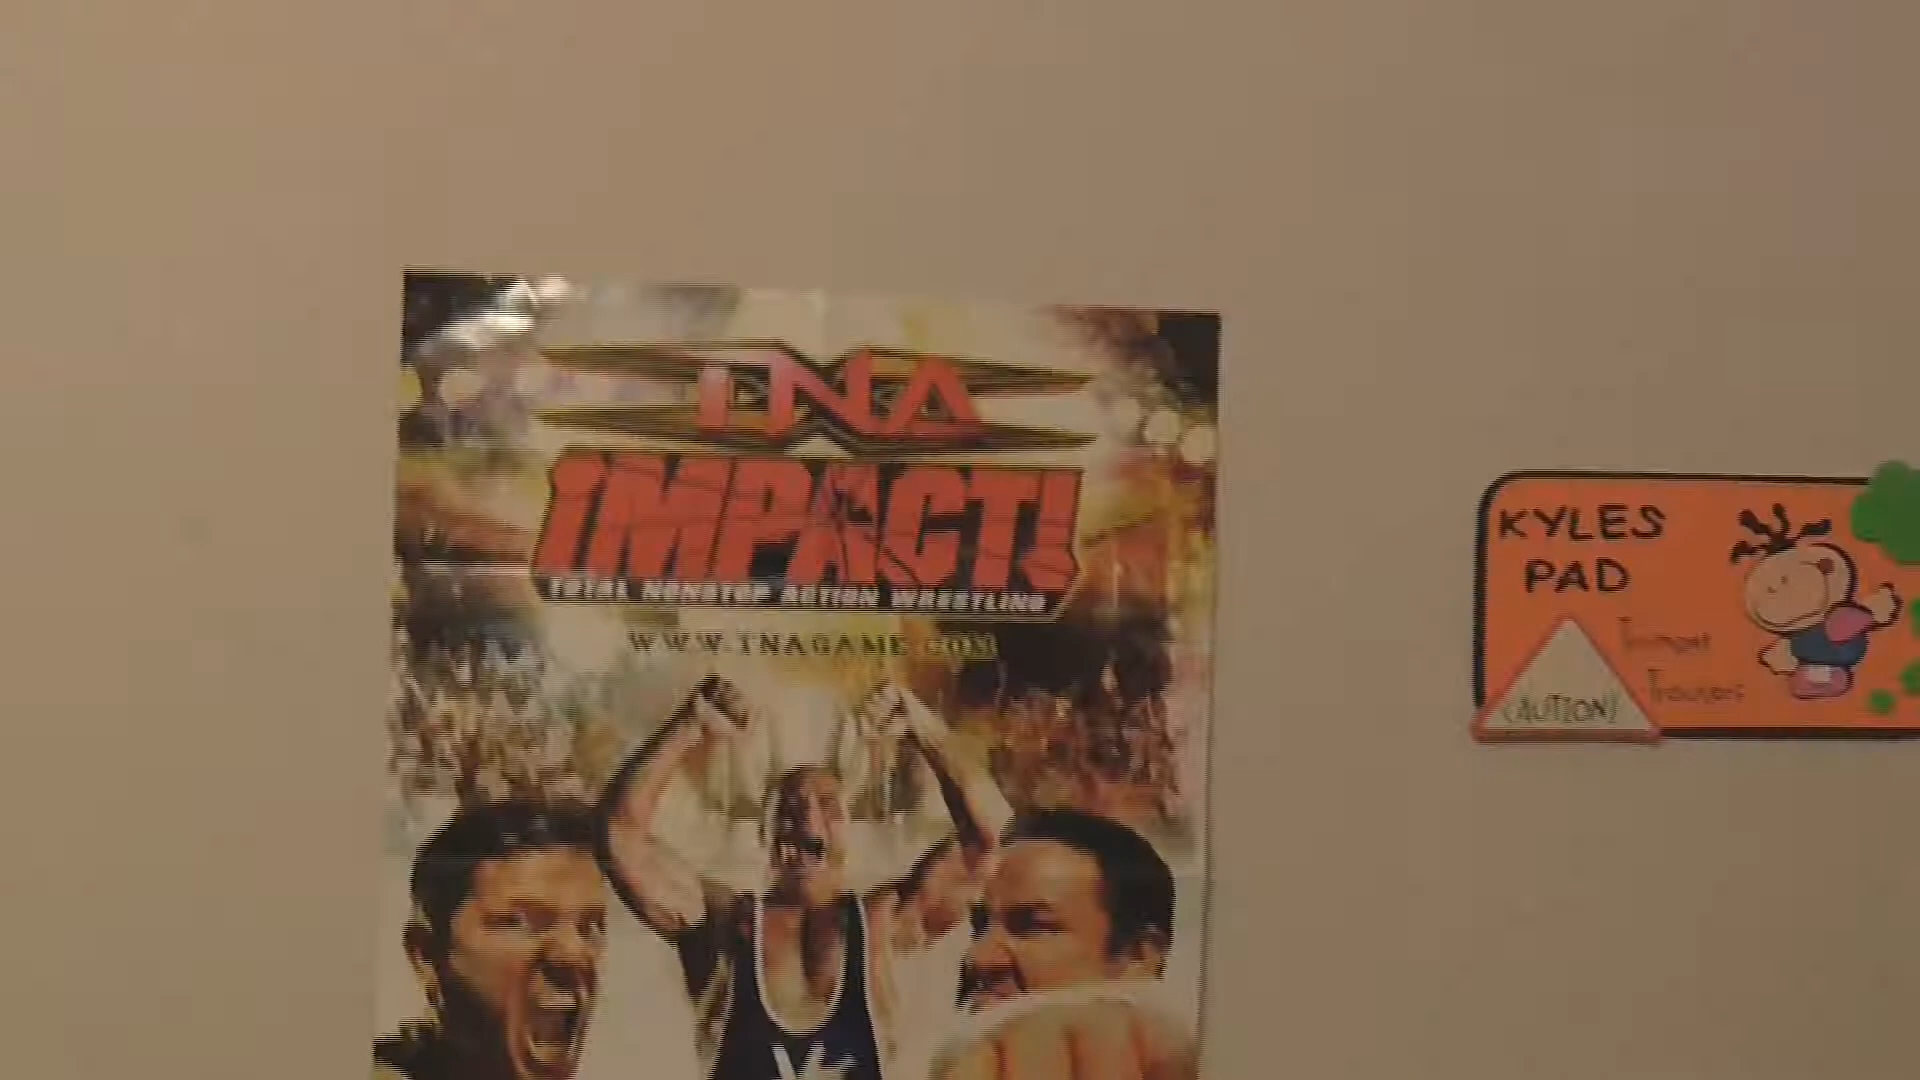 TNA
IMPACT!
TOTAL NONSTOP ACTION WRESTLING
WWW.TNAGAME.COM
KYLES
PAD
CAUTION!